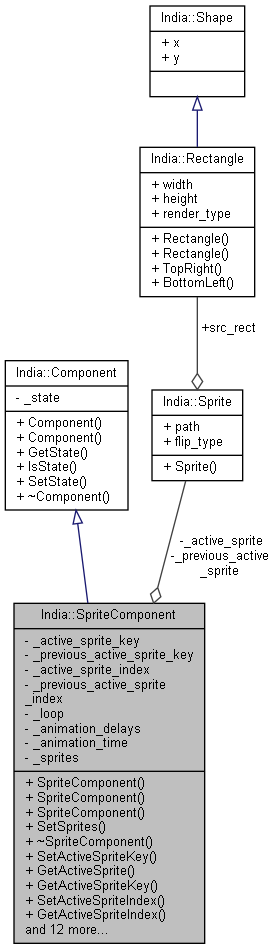 India::Shape
+ x
+ y
India::Rectangle
+ width
+ height
+ render_type
+ Rectangle()
+ Rectangle()
+ TopRight()
+ BottomLeft()
+src_rect
India::Component
- _state
+ Component()
+ Component()
+ GetState()
+ IsState()
+ SetState()
+ ~Component()
India::Sprite
+ path
+ flip_type
+ Sprite()
-_active_sprite
-_previous_active
_sprite
India::SpriteComponent
- _active_sprite_key
- _previous_active_sprite_key
- _active_sprite_index
- _previous_active_sprite
_index
- _loop
- _animation_delays
- _animation_time
- _sprites
+ SpriteComponent()
+ SpriteComponent()
+ SpriteComponent()
+ SetSprites()
+ ~SpriteComponent()
+ SetActiveSpriteKey()
+ GetActiveSprite()
+ GetActiveSpriteKey()
+ SetActiveSpriteIndex()
+ GetActiveSpriteIndex()
and 12 more...